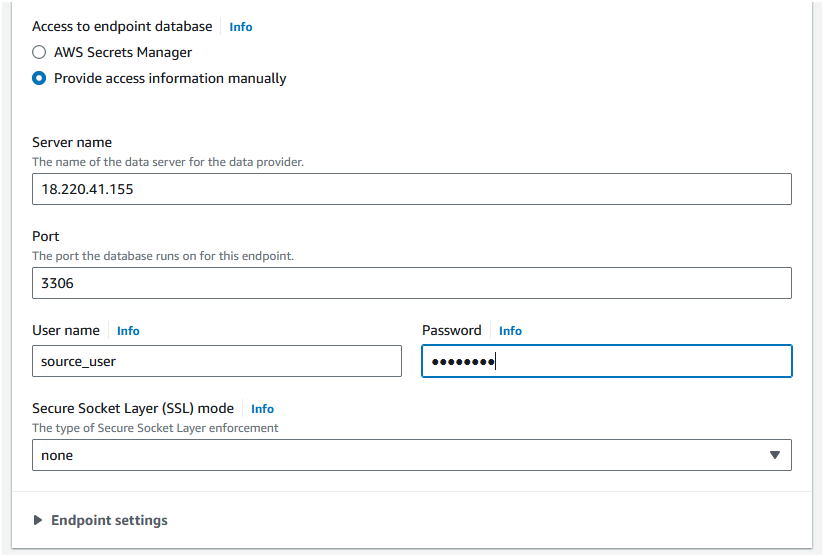 Access to endpoint database Info
AWS Secrets Manager
Provide access information manually
Server name
The name of the data server for the data provider.
18.220.41.155
Port
The port the database runs on for this endpoint.
3306
User name Info Password Info
source_user ••••••••
Secure Socket Layer (SSL) mode Info
The type of Secure Socket Layer enforcement
none
Endpoint settings